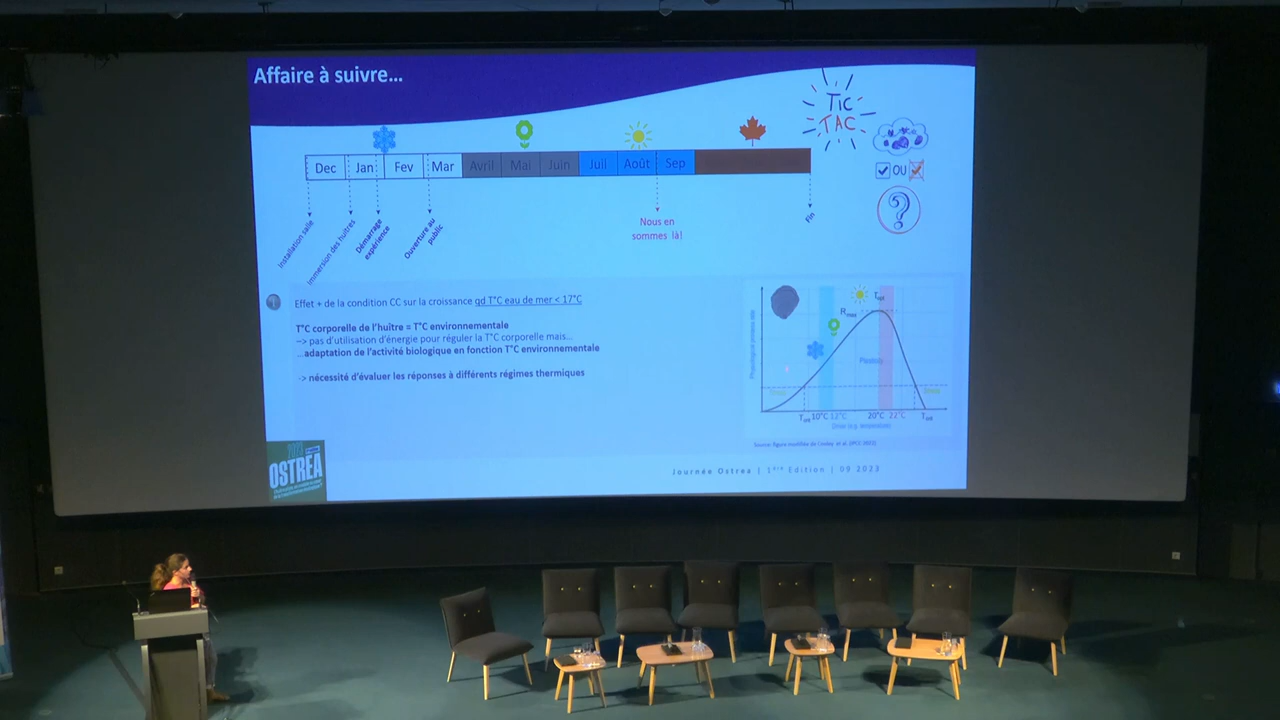 Affaire à suivre...
TIC
TAC
Dec Jan Fev Mar Avril Mai Juin Juil Août Sep
OU
?
Installation salle
Immersion des huîtres
Démarrage
expérience
Ouverture au
public
Nous en
sommes là!
Fin
1
Effet + de la condition CC sur la croissance qd T°C eau de mer < 17°C
T°C corporelle de l'huître = T°C environnementale
–> pas d'utilisation d'énergie pour réguler la T°C corporelle mais...
...adaptation de l'activité biologique en fonction T°C environnementale
-> nécessité d'évaluer les réponses à différents régimes thermiques
Topt
Rmax
10°C 12°C 20°C 22°C
2023
OSTREA
Journée Ostrea | 1ère Edition | 09 2023